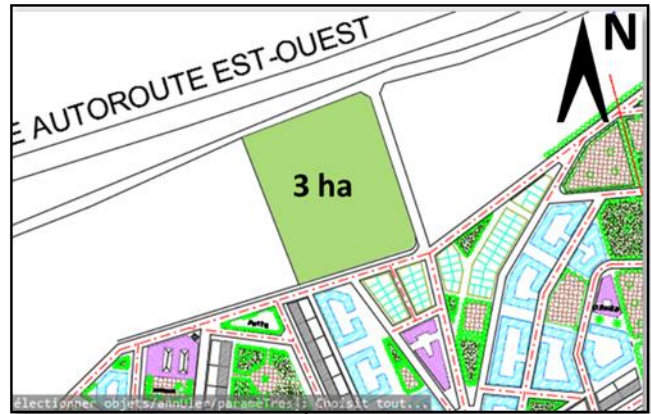 E AUTOROUTE EST-OUEST
N
3 ha
électionner objets/annUler/paramèTres]: Choisit tout...